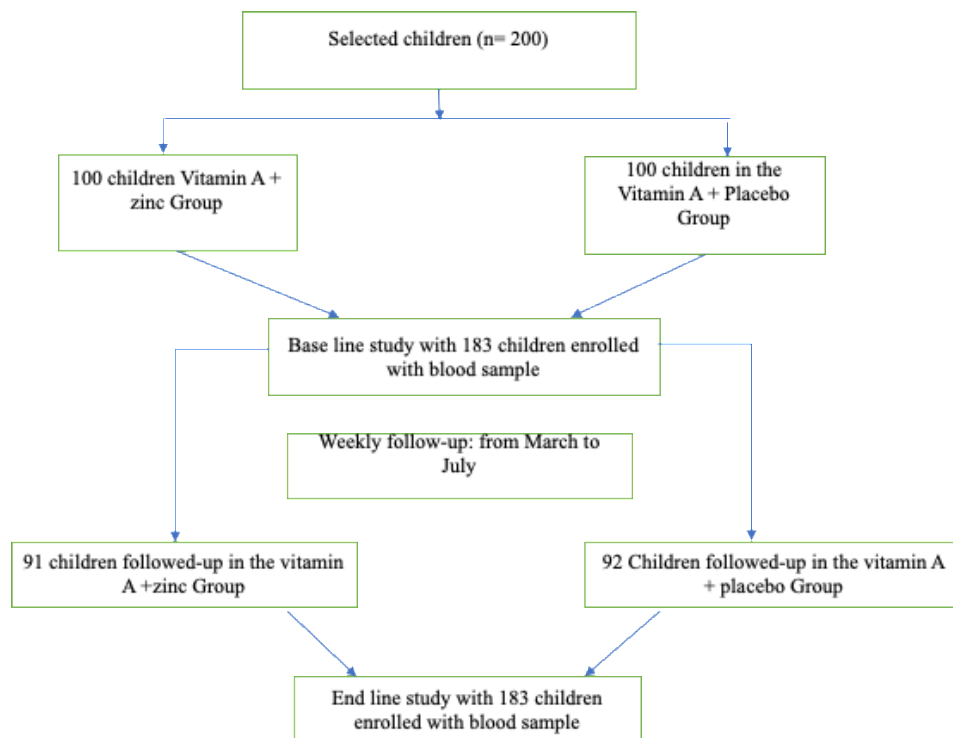 Selected children (n= 200)
100 children Vitamin A +
zinc Group
100 children in the
Vitamin A + Placebo
Group
Base line study with 183 children enrolled
with blood sample
Weekly follow-up: from March to
July
91 children followed-up in the vitamin
A +zinc Group
92 Children followed-up in the vitamin A
+ placebo Group
End line study with 183 children
enrolled with blood sample